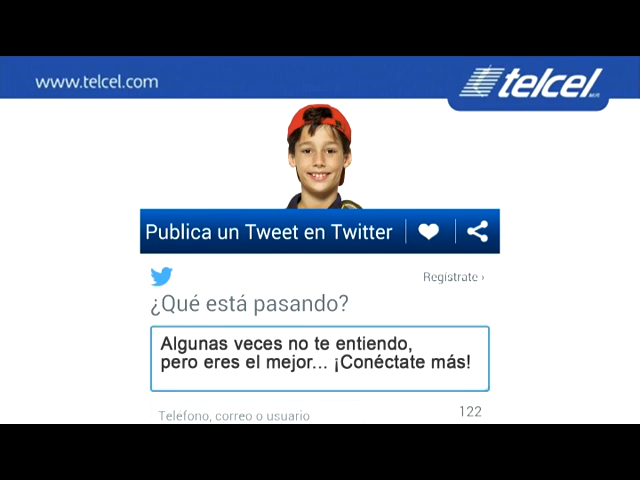 www.telcel.com
telcel
Publica un Tweet en Twitter
Regístrate ›
¿Qué está pasando?
Algunas veces no te entiendo,
pero eres el mejor... ¡Conéctate más!
Telefono, correo o usuario
122